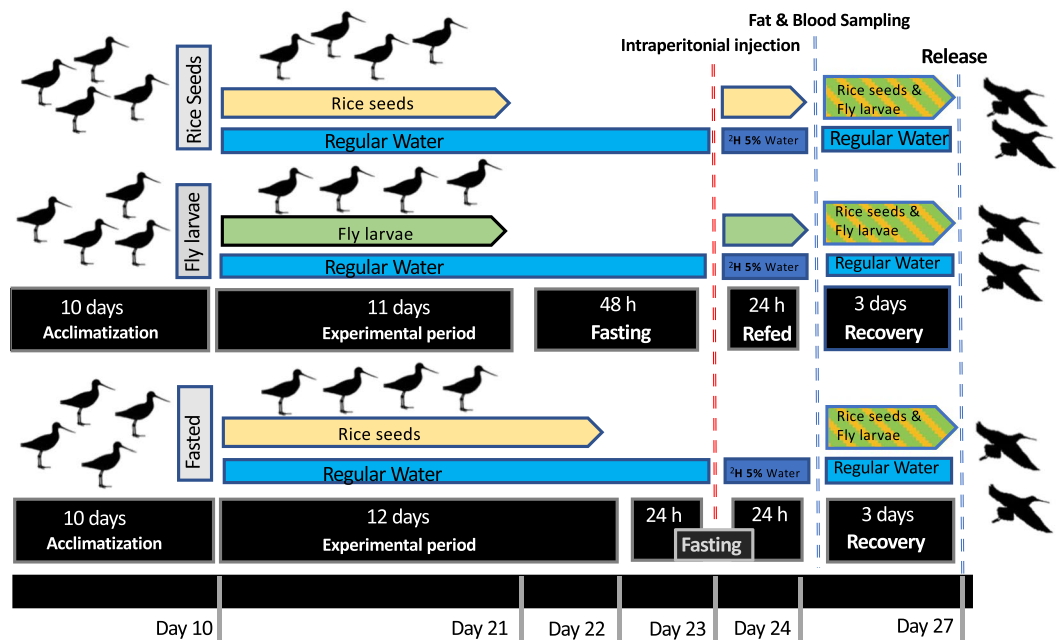 Fat & Blood Sampling
Intraperitonial injection
Release
Rice Seeds
Rice seeds
Rice seeds &
Fly larvae
Regular Water
²H 5% Water
Regular Water
Fly larvae
Fly larvae
Rice seeds &
Fly larvae
Regular Water
²H 5% Water
Regular Water
10 days
Acclimatization
11 days
Experimental period
48 h
Fasting
24 h
Refed
3 days
Recovery
Fasted
Rice seeds
Rice seeds &
Fly larvae
Regular Water
²H 5% Water
Regular Water
10 days
Acclimatization
12 days
Experimental period
24 h
24 h
Fasting
3 days
Recovery
Day 10
Day 21
Day 22
Day 23
Day 24
Day 27